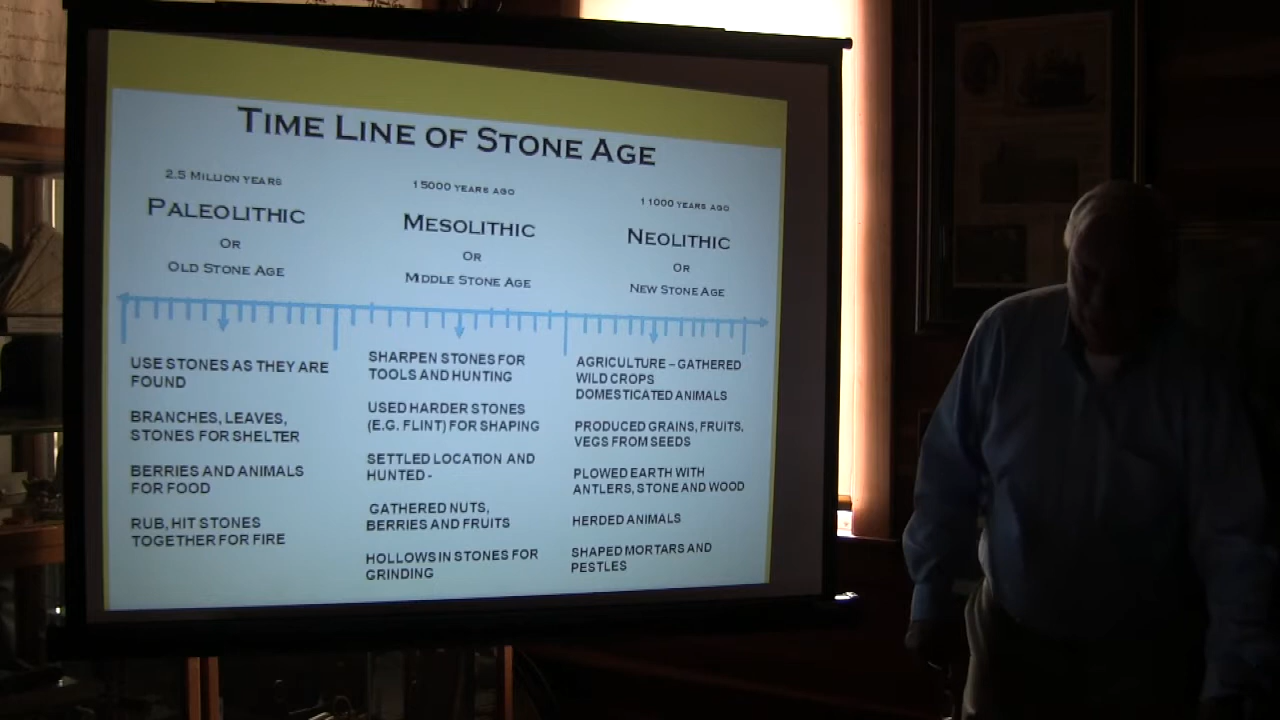 TIME LINE OF STONE AGE
2.5 MILLION YEARS
PALEOLITHIC
OR
OLD STONE AGE
15000 YEARS AGO
MESOLITHIC
OR
MIDDLE STONE AGE
11000 YEARS AGO
NEOLITHIC
OR
NEW STONE AGE
USE STONES AS THEY ARE
FOUND
BRANCHES, LEAVES,
STONES FOR SHELTER
BERRIES AND ANIMALS
FOR FOOD
RUB, HIT STONES
TOGETHER FOR FIRE
SHARPEN STONES FOR
TOOLS AND HUNTING
USED HARDER STONES
(E.G. FLINT) FOR SHAPING
SETTLED LOCATION AND
HUNTED -
GATHERED NUTS,
BERRIES AND FRUITS
HOLLOWS IN STONES FOR
GRINDING
AGRICULTURE – GATHERED
WILD CROPS
DOMESTICATED ANIMALS
PRODUCED GRAINS, FRUITS,
VEGS FROM SEEDS
PLOWED EARTH WITH
ANTLERS, STONE AND WOOD
HERDED ANIMALS
SHAPED MORTARS AND
PESTLES